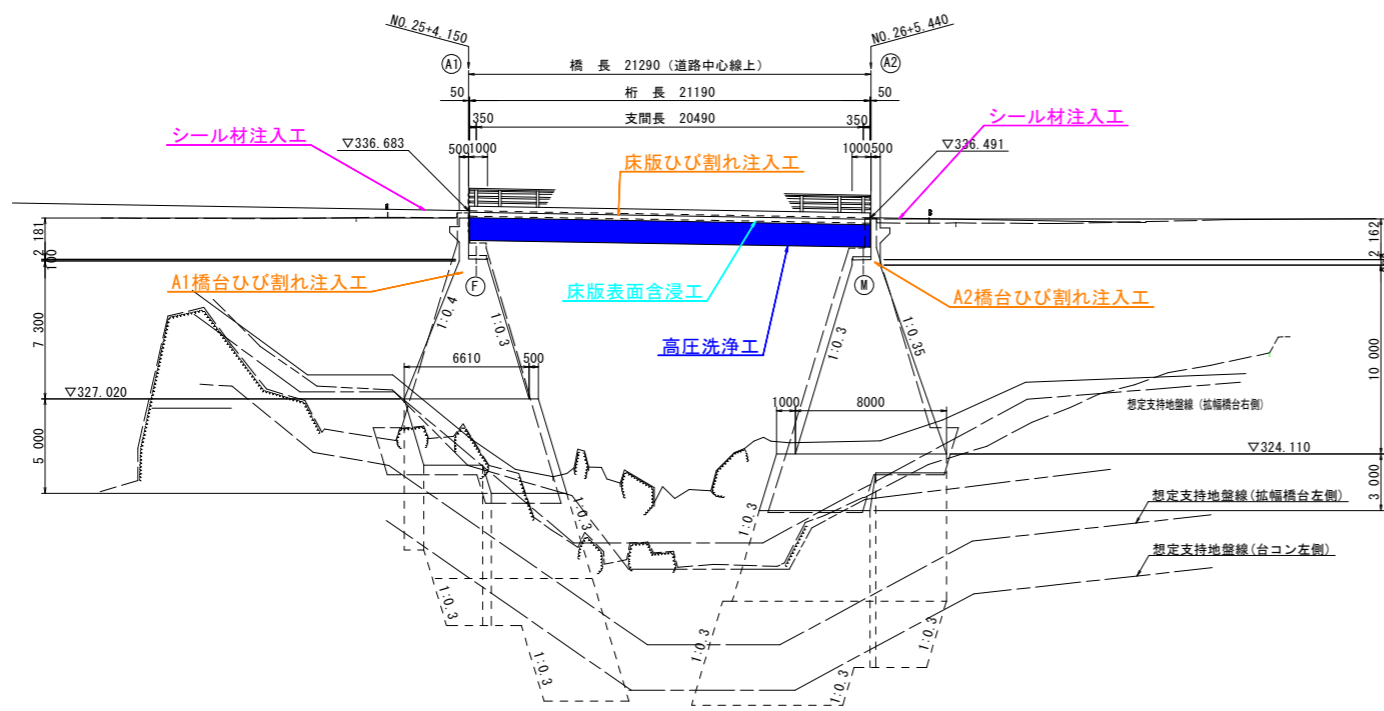 NO.25+4.150
NO.26+5.440
A1
A2
橋 長 21290 (道路中心線上)
50
桁 長 21190
50
350
支間長 20490
350
シール材注入工
シール材注入工
▽336.683
500
1000
1000
500
▽336.491
床版ひび割れ注入工
2 181
100
2 162
A1橋台ひび割れ注入工
F
床版表面含浸工
M
A2橋台ひび割れ注入工
1:0.4
1:0.3
1:0.3
1:0.35
高圧洗浄工
7 300
10 000
6610
500
▽327.020
1000
8000
想定支持地盤線 (拡幅橋台右側)
5 000
▽324.110
3 000
想定支持地盤線(拡幅橋台左側)
1:0.3
1:0.3
想定支持地盤線(台コン左側)
1:0.3
1:0.3
1:0.3
1:0.3
1:0.3